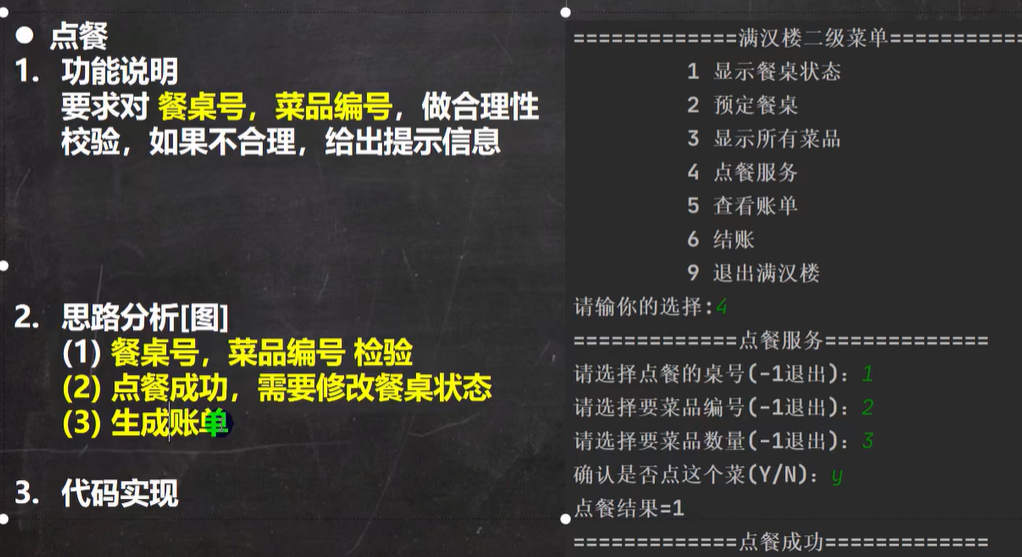 ● 点餐
1. 功能说明
要求对 餐桌号，菜品编号，做合理性
校验，如果不合理，给出提示信息
2. 思路分析[图]
(1) 餐桌号，菜品编号 检验
(2) 点餐成功，需要修改餐桌状态
(3) 生成账单
3. 代码实现
=============满汉楼二级菜单===========
1 显示餐桌状态
2 预定餐桌
3 显示所有菜品
4 点餐服务
5 查看账单
6 结账
9 退出满汉楼
请输你的选择:4
=============点餐服务=============
请选择点餐的桌号(-1退出): 1
请选择要菜品编号(-1退出): 2
请选择要菜品数量(-1退出): 3
确认是否点这个菜(Y/N): y
点餐结果=1
=============点餐成功=============